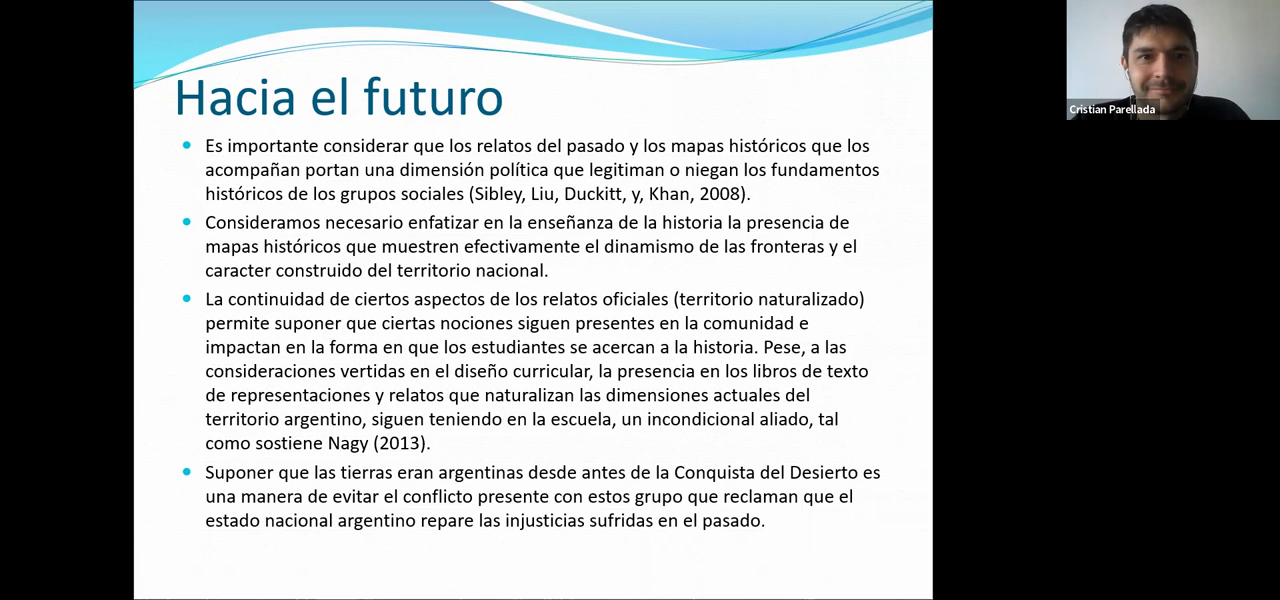 Hacia el futuro
Es importante considerar que los relatos del pasado y los mapas históricos que los
acompañan portan una dimensión política que legitiman o niegan los fundamentos
históricos de los grupos sociales (Sibley, Liu, Duckitt, y, Khan, 2008).
Consideramos necesario enfatizar en la enseñanza de la historia la presencia de
mapas históricos que muestren efectivamente el dinamismo de las fronteras y el
caracter construido del territorio nacional.
La continuidad de ciertos aspectos de los relatos oficiales (territorio naturalizado)
permite suponer que ciertas nociones siguen presentes en la comunidad e
impactan en la forma en que los estudiantes se acercan a la historia. Pese, a las
consideraciones vertidas en el diseño curricular, la presencia en los libros de texto
de representaciones y relatos que naturalizan las dimensiones actuales del
territorio argentino, siguen teniendo en la escuela, un incondicional aliado, tal
como sostiene Nagy (2013).
Suponer que las tierras eran argentinas desde antes de la Conquista del Desierto es
una manera de evitar el conflicto presente con estos grupo que reclaman que el
estado nacional argentino repare las injusticias sufridas en el pasado.
Cristian Parellada